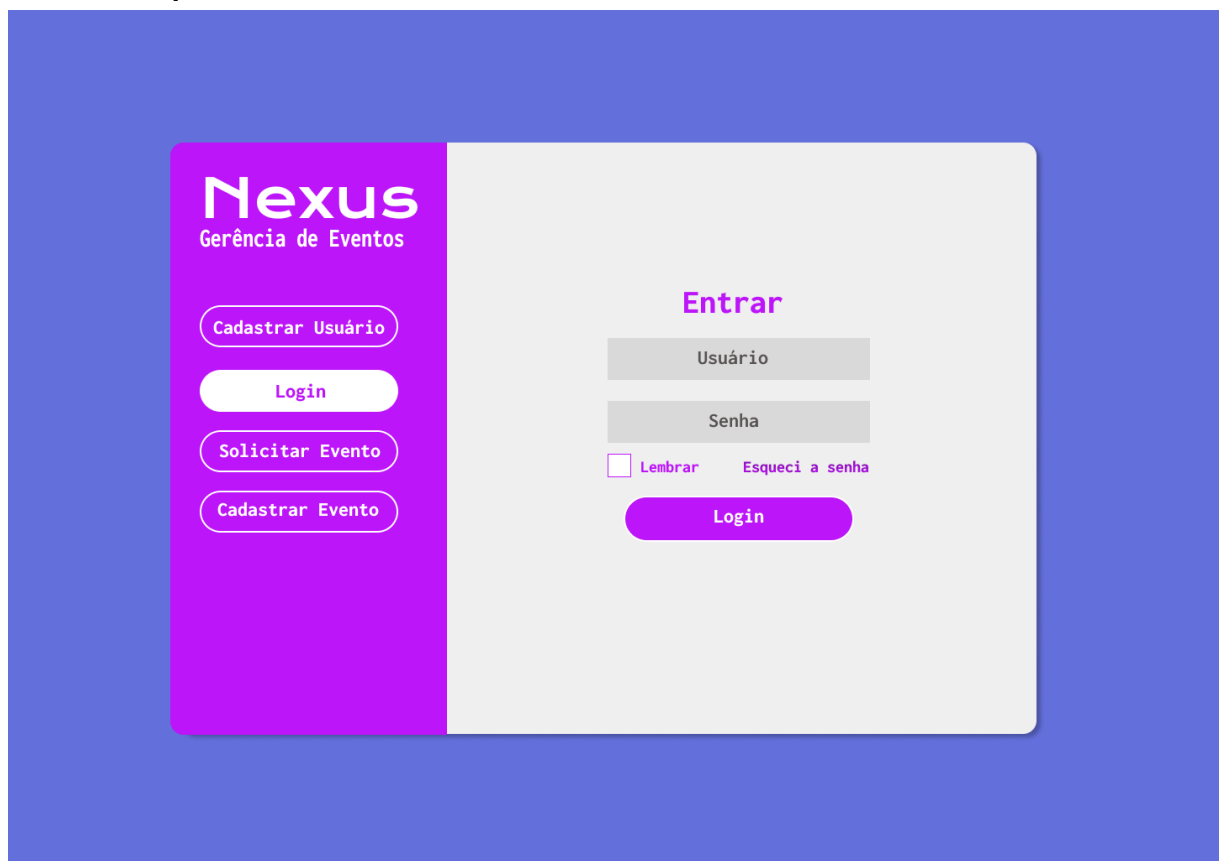 Nexus
Gerência de Eventos
Cadastrar Usuário
Login
Solicitar Evento
Cadastrar Evento
Entrar
Usuário
Senha
Lembrar Esqueci a senha
Login